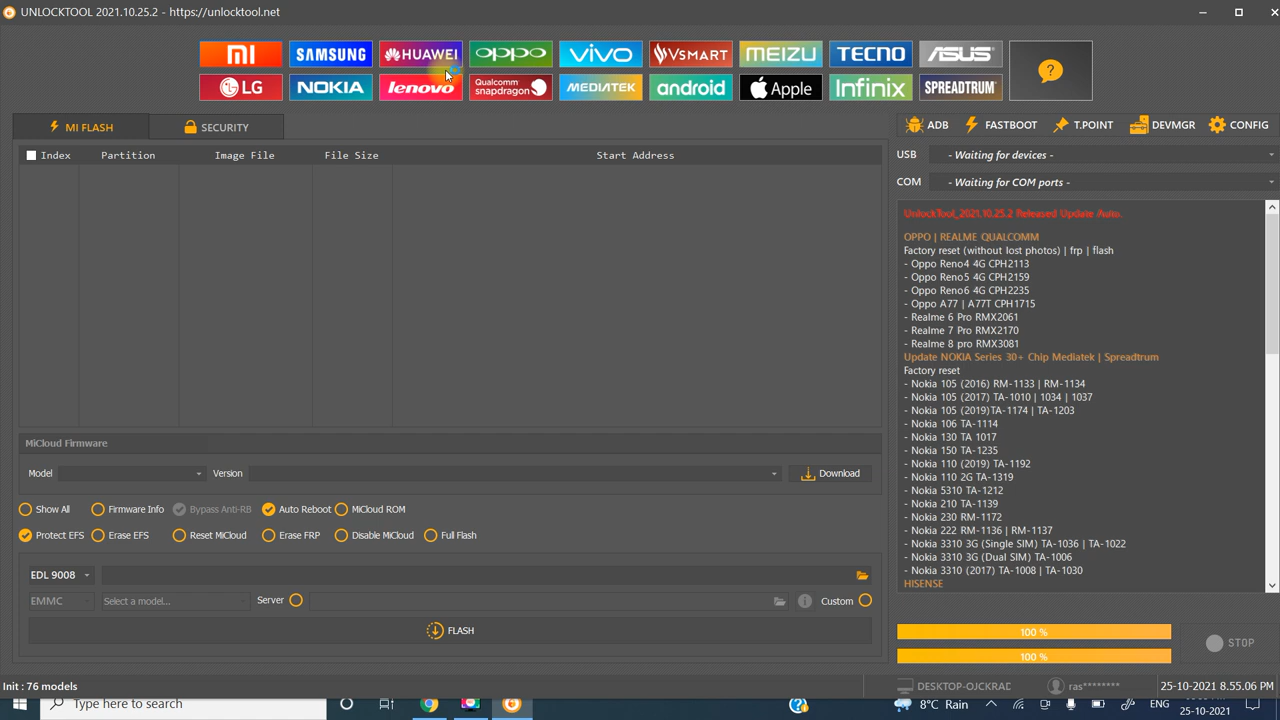 UNLOCKTOOL 2021.10.25.2 - https://unlocktool.net
MI SAMSUNG HUAWEI OPPO vivo VSMART MEIZU TECNO ASUS ?
LG NOKIA lenovo Qualcomm snapdragon MEDIATEK android Apple Infinix SPREADTRUM
MI FLASH SECURITY
ADB FASTBOOT T.POINT DEVMGR CONFIG
Index Partition Image File File Size Start Address
USB - Waiting for devices -
COM - Waiting for COM ports -
UnlockTool_2021.10.25.2 Released Update Auto.
OPPO | REALME QUALCOMM
Factory reset (without lost photos) | frp | flash
- Oppo Reno4 4G CPH2113
- Oppo Reno5 4G CPH2159
- Oppo Reno6 4G CPH2235
- Oppo A77 | A77T CPH1715
- Realme 6 Pro RMX2061
- Realme 7 Pro RMX2170
- Realme 8 pro RMX3081
Update NOKIA Series 30+ Chip Mediatek | Spreadtrum
Factory reset
- Nokia 105 (2016) RM-1133 | RM-1134
- Nokia 105 (2017) TA-1010 | 1034 | 1037
- Nokia 105 (2019)TA-1174 | TA-1203
- Nokia 106 TA-1114
- Nokia 130 TA 1017
- Nokia 150 TA-1235
- Nokia 110 (2019) TA-1192
- Nokia 110 2G TA-1319
- Nokia 5310 TA-1212
- Nokia 210 TA-1139
- Nokia 230 RM-1172
- Nokia 222 RM-1136 | RM-1137
- Nokia 3310 3G (Single SIM) TA-1036 | TA-1022
- Nokia 3310 3G (Dual SIM) TA-1006
- Nokia 3310 (2017) TA-1008 | TA-1030
HISENSE
MiCloud Firmware
Model Version Download
Show All Firmware Info Bypass Anti-RB Auto Reboot MiCloud ROM
Protect EFS Erase EFS Reset MiCloud Erase FRP Disable MiCloud Full Flash
EDL 9008
EMMC Select a model... Server Custom
FLASH
100 %
100 %
STOP
Init : 76 models
DESKTOP-OJCKRAD ras******** 25-10-2021 8.55.06 PM
Type here to search
8°C Rain ENG
25-10-2021